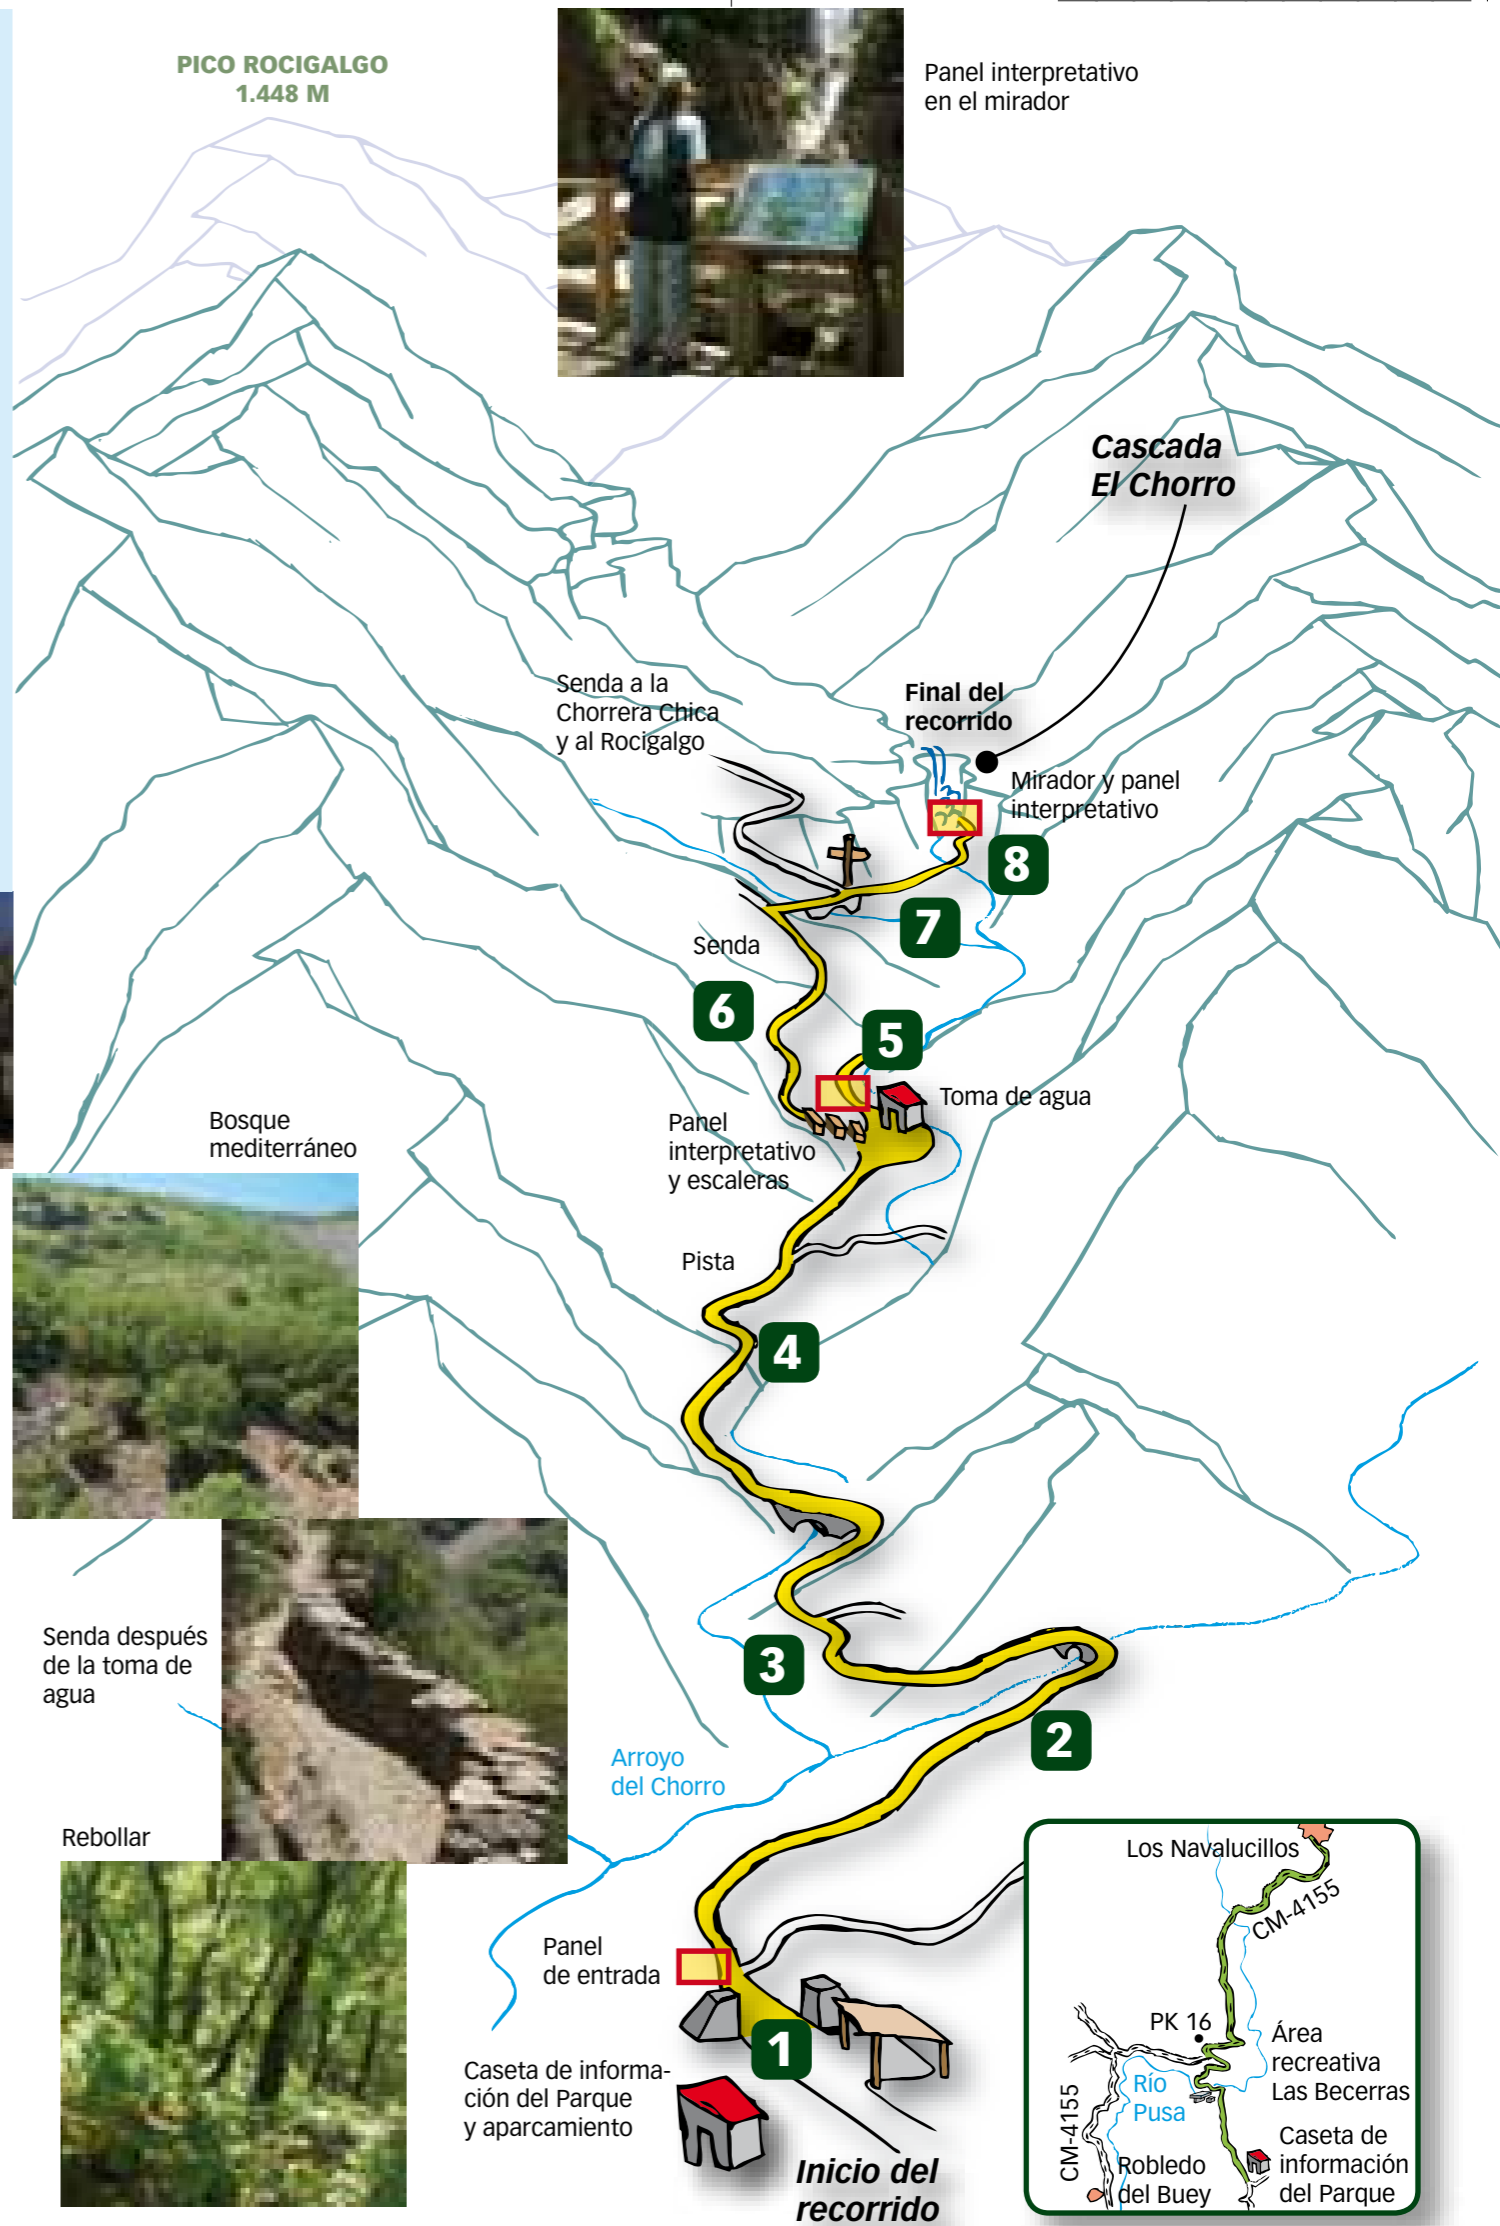 PICO ROCIGALGO
1.448 M
Panel interpretativo
en el mirador
Cascada
El Chorro
Senda a la
Chorrera Chica
y al Rocigalgo
Final del
recorrido
Mirador y panel
interpretativo
8
7
Senda
6
5
Toma de agua
Panel
interpretativo
y escaleras
Bosque
mediterráneo
Pista
4
Senda después
de la toma de
agua
3
2
Arroyo
del Chorro
Rebollar
Panel
de entrada
1
Caseta de informa-
ción del Parque
y aparcamiento
Inicio del
recorrido
Los Navalucillos
CM-4155
PK 16
Área
recreativa
Las Becerras
Río
Pusa
CM-4155
Robledo
del Buey
Caseta de
información
del Parque